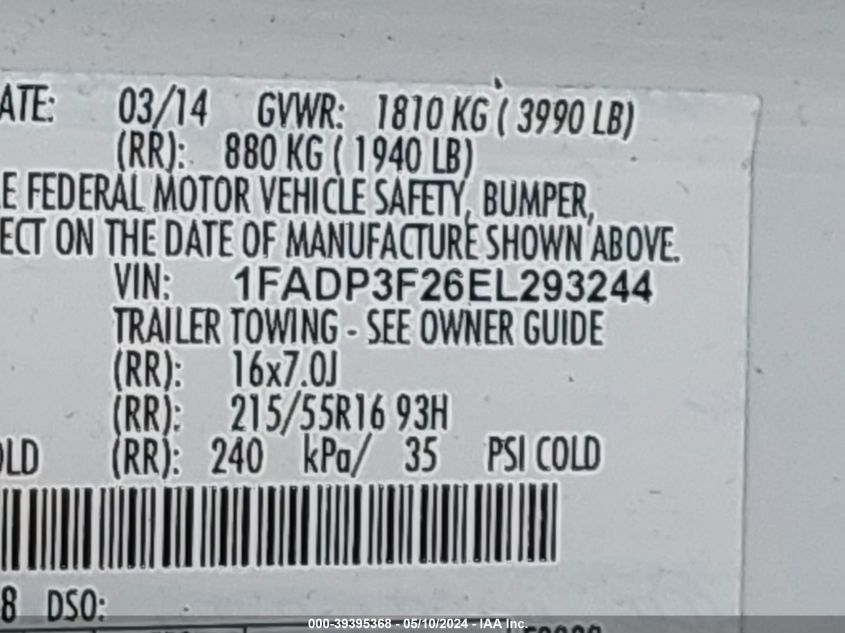 ATE: 03/14 GVWR: 1810 KG ( 3990 LB)
(RR): 880 KG ( 1940 LB)
E FEDERAL MOTOR VEHICLE SAFETY, BUMPER,
ECT ON THE DATE OF MANUFACTURE SHOWN ABOVE.
VIN: 1FADP3F26EL293244
TRAILER TOWING - SEE OWNER GUIDE
(RR): 16x7.0J
(RR): 215/55R16 93H
OLD (RR): 240 kPa/ 35 PSI COLD
8 DSO:
000-39395368 - 05/10/2024 - IAA Inc.